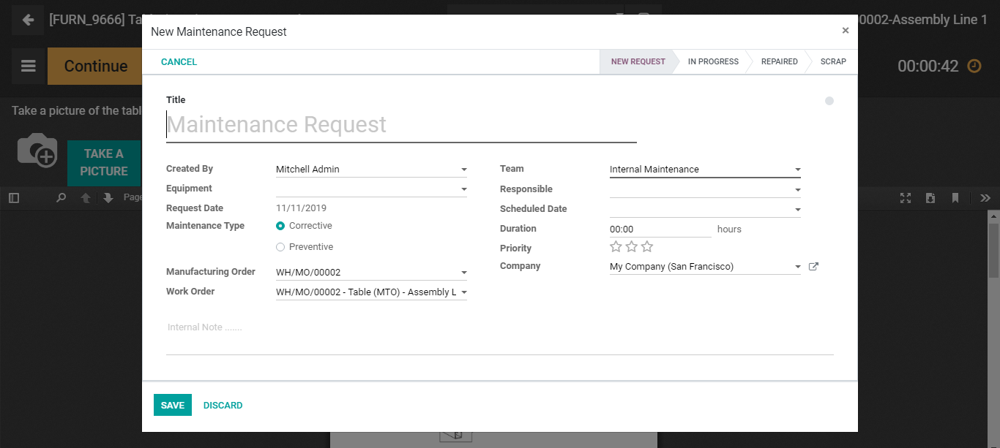 [FURN_9666] Ta
0002-Assembly Line 1
Continue
00:00:42
Take a picture of the tabl
TAKE A
PICTURE
Page
New Maintenance Request
×
CANCEL
NEW REQUEST
IN PROGRESS
REPAIRED
SCRAP
Title
Maintenance Request
Created By
Mitchell Admin
Equipment
Request Date
11/11/2019
Maintenance Type
Corrective
Preventive
Manufacturing Order
WH/MO/00002
Work Order
WH/MO/00002 - Table (MTO) - Assembly L
Team
Internal Maintenance
Responsible
Scheduled Date
Duration
00:00 hours
Priority
Company
My Company (San Francisco)
Internal Note .......
SAVE
DISCARD